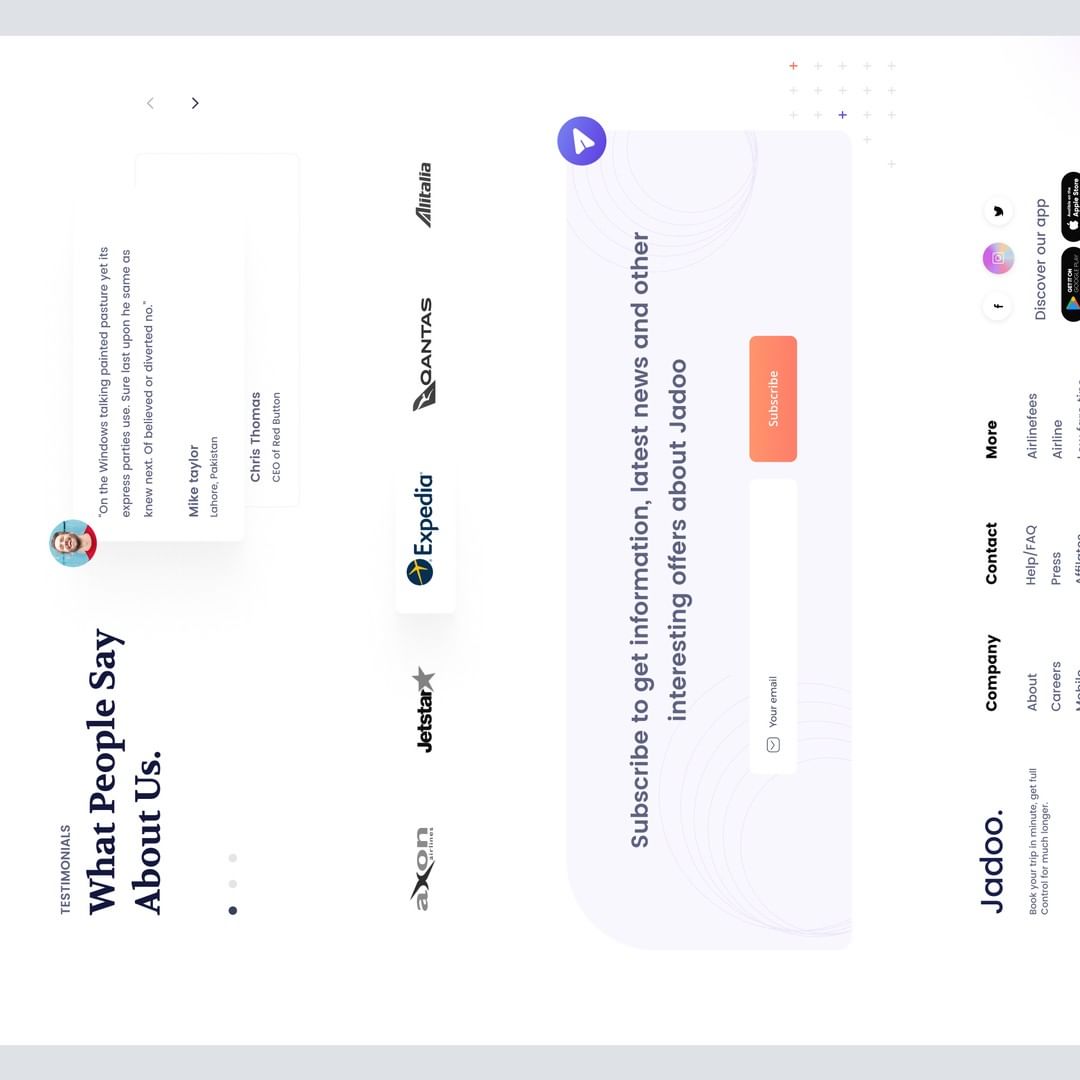 TESTIMONIALS
What People Say
About Us.
"On the Windows talking painted pasture yet its
express parties use. Sure last upon he same as
knew next. Of believed or diverted no."
Mike taylor
Lahore, Pakistan
Chris Thomas
CEO of Red Button
axon
airlines
Jetstar
Expedia
QANTAS
Alitalia
Subscribe to get information, latest news and other
interesting offers about Jadoo
Your email
Subscribe
Jadoo.
Book your trip in minute, get full
Control for much longer.
Company
About
Careers
Mobile
Contact
Help/FAQ
Press
Affilates
More
Airlinefees
Airline
Low fare tips
Discover our app
GET IT ON
GOOGLE PLAY
Available on the
Apple Store